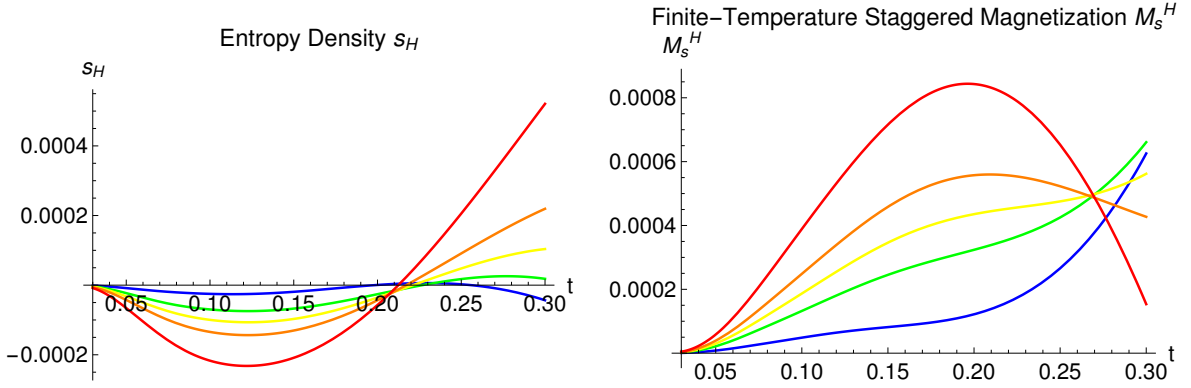 Entropy Density s_H
s_H
0.0004
0.0002
−0.0002
0.05 0.10 0.15 0.20 0.25 0.30
t
Finite−Temperature Staggered Magnetization M_s^H
M_s^H
0.0008
0.0006
0.0004
0.0002
0.05 0.10 0.15 0.20 0.25 0.30
t